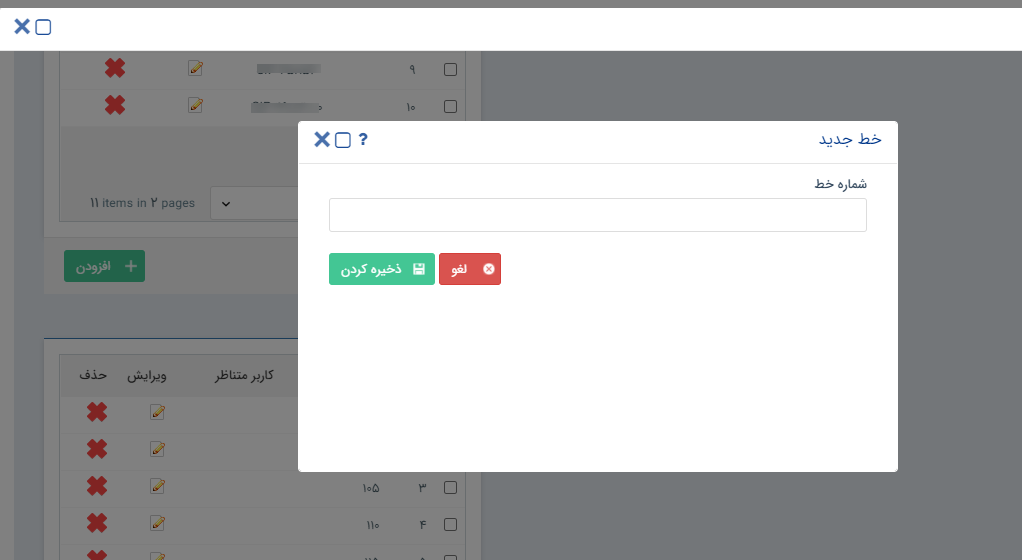 ۹
۱۰
خط جدید ?
شماره خط
11 items in ۲ pages
لغو
ذخیره کردن
افزودن
کاربر متناظر ویرایش حذف
۳ ۱۰۵
۴ ۱۱۰